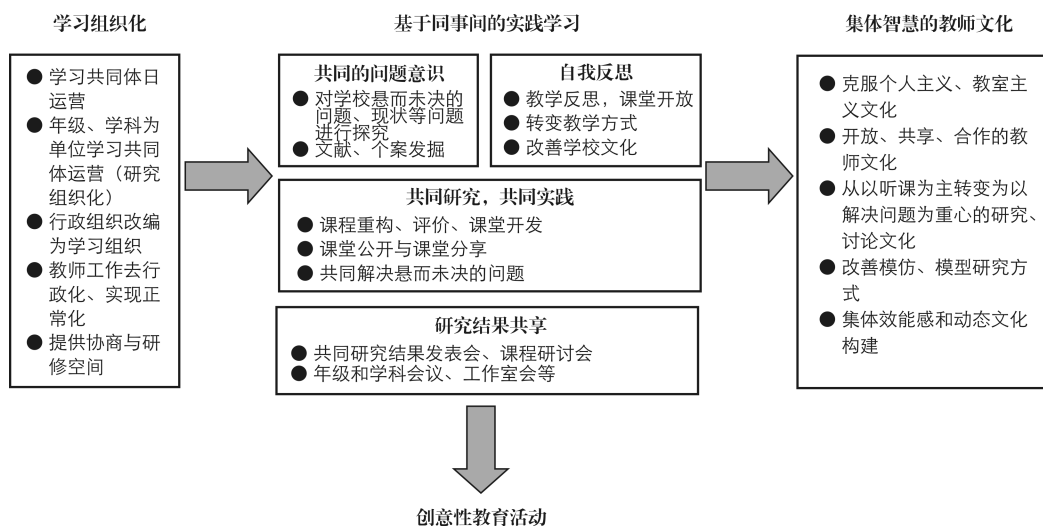 学习组织化
● 学习共同体日
运营
● 年级、学科为
单位学习共同
体运营（研究
组织化）
● 行政组织改编
为学习组织
● 教师工作去行
政化、实现正
常化
● 提供协商与研
修空间
基于同事间的实践学习
共同的问题意识
● 对学校悬而未决的
问题、现状等问题
进行探究
● 文献、个案发掘
自我反思
● 教学反思，课堂开放
● 转变教学方式
● 改善学校文化
共同研究，共同实践
● 课程重构、评价、课堂开发
● 课堂公开与课堂分享
● 共同解决悬而未决的问题
研究结果共享
● 共同研究结果发表会、课程研讨会
● 年级和学科会议、工作室会等
创意性教育活动
集体智慧的教师文化
● 克服个人主义、教室主
义文化
● 开放、共享、合作的教
师文化
● 从以听课为主转变为以
解决问题为重心的研究、
讨论文化
● 改善模仿、模型研究方
式
● 集体效能感和动态文化
构建